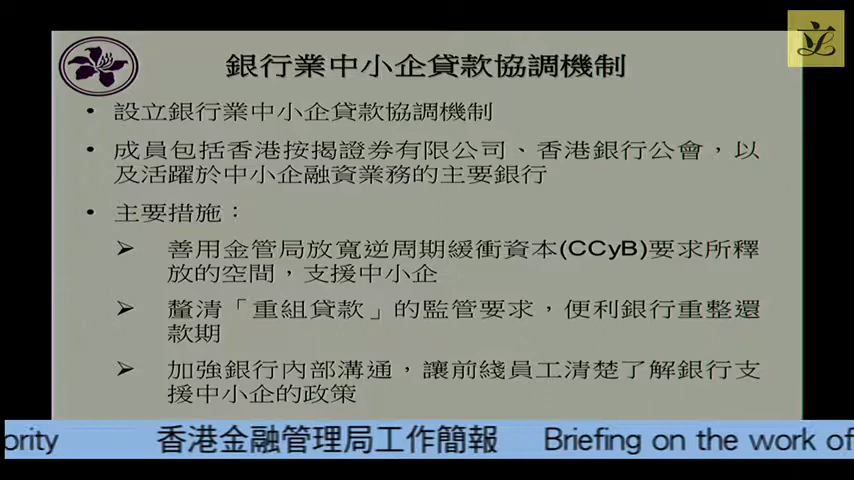 銀行業中小企貸款協調機制
• 設立銀行業中小企貸款協調機制
• 成員包括香港按揭證券有限公司、香港銀行公會，以
及活躍於中小企融資業務的主要銀行
• 主要措施：
➢ 善用金管局放寬逆周期緩衝資本(CCyB)要求所釋
放的空間，支援中小企
➢ 釐清「重組貸款」的監管要求，便利銀行重整還
款期
➢ 加強銀行內部溝通，讓前綫員工清楚了解銀行支
援中小企的政策
ority 香港金融管理局工作簡報 Briefing on the work of